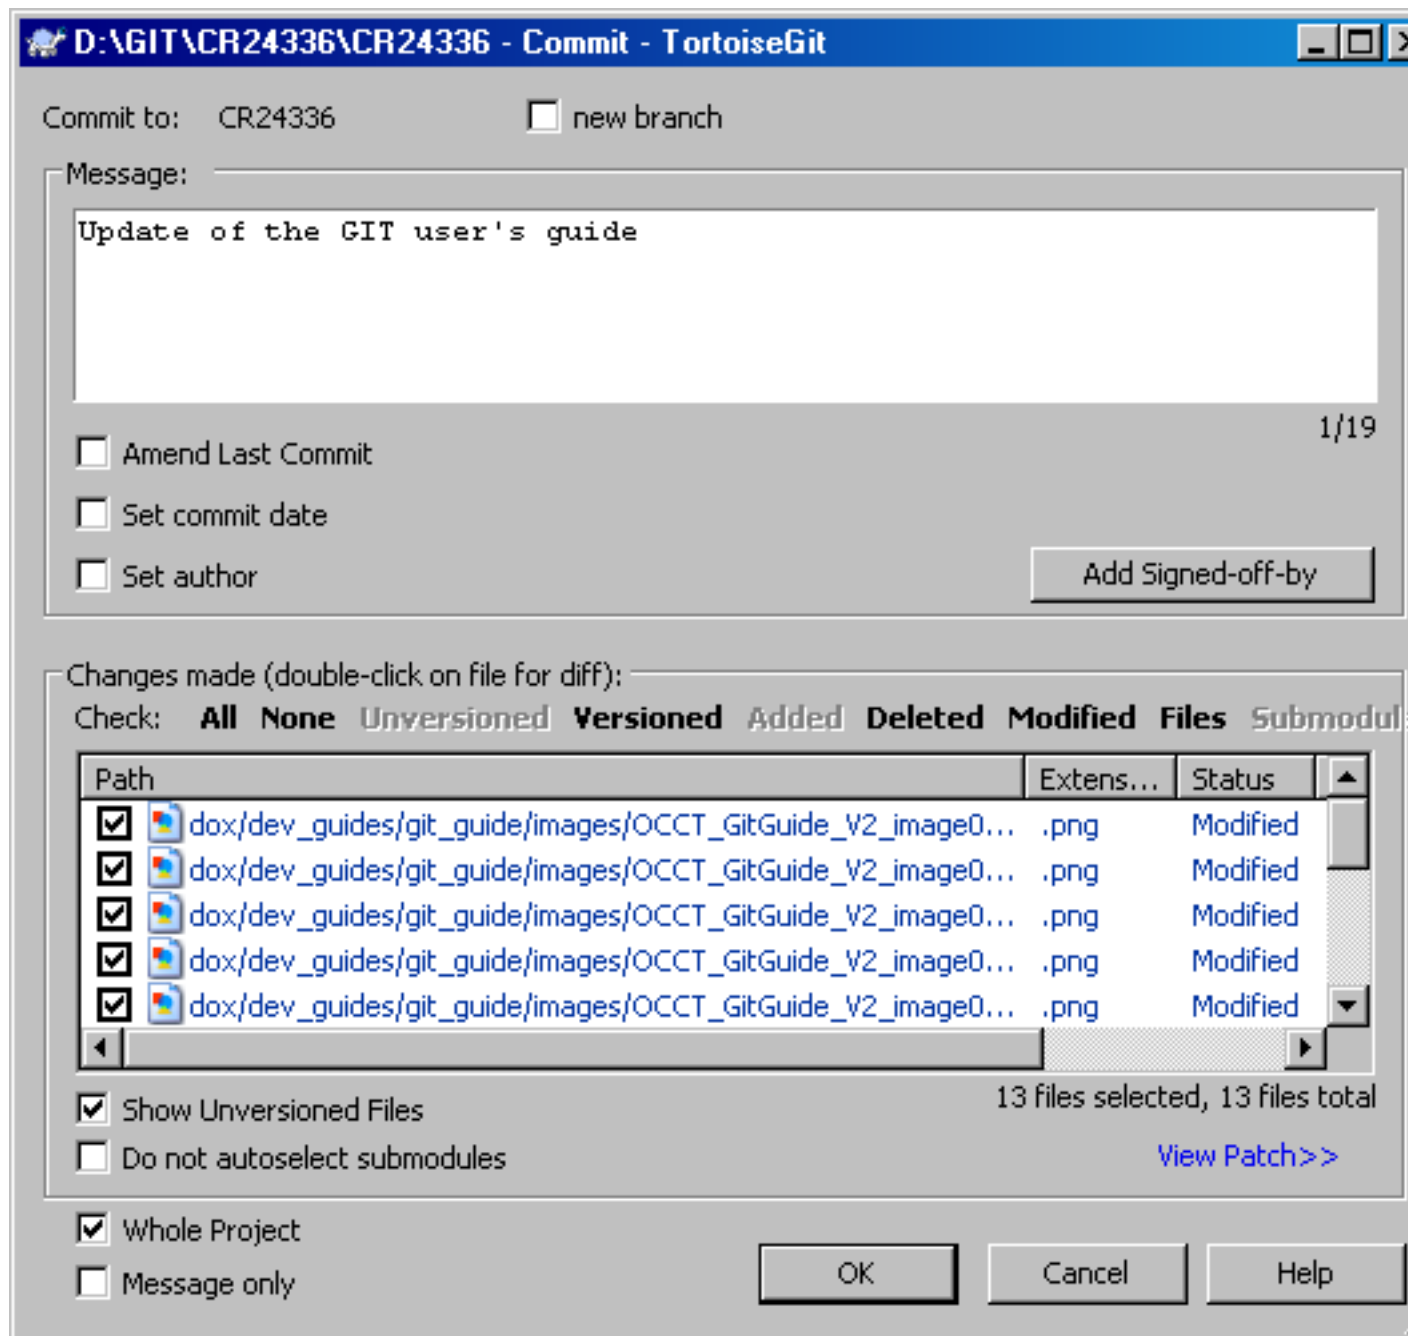 D:\GIT\CR24336\CR24336 - Commit - TortoiseGit
Commit to: CR24336 new branch
Message:
Update of the GIT user's guide
1/19
Amend Last Commit
Set commit date
Set author
Add Signed-off-by
Changes made (double-click on file for diff):
Check: All None Unversioned Versioned Added Deleted Modified Files Submodul
Path Extens... Status
dox/dev_guides/git_guide/images/OCCT_GitGuide_V2_image0... .png Modified
dox/dev_guides/git_guide/images/OCCT_GitGuide_V2_image0... .png Modified
dox/dev_guides/git_guide/images/OCCT_GitGuide_V2_image0... .png Modified
dox/dev_guides/git_guide/images/OCCT_GitGuide_V2_image0... .png Modified
dox/dev_guides/git_guide/images/OCCT_GitGuide_V2_image0... .png Modified
Show Unversioned Files 13 files selected, 13 files total
Do not autoselect submodules View Patch>>
Whole Project
Message only
OK Cancel Help